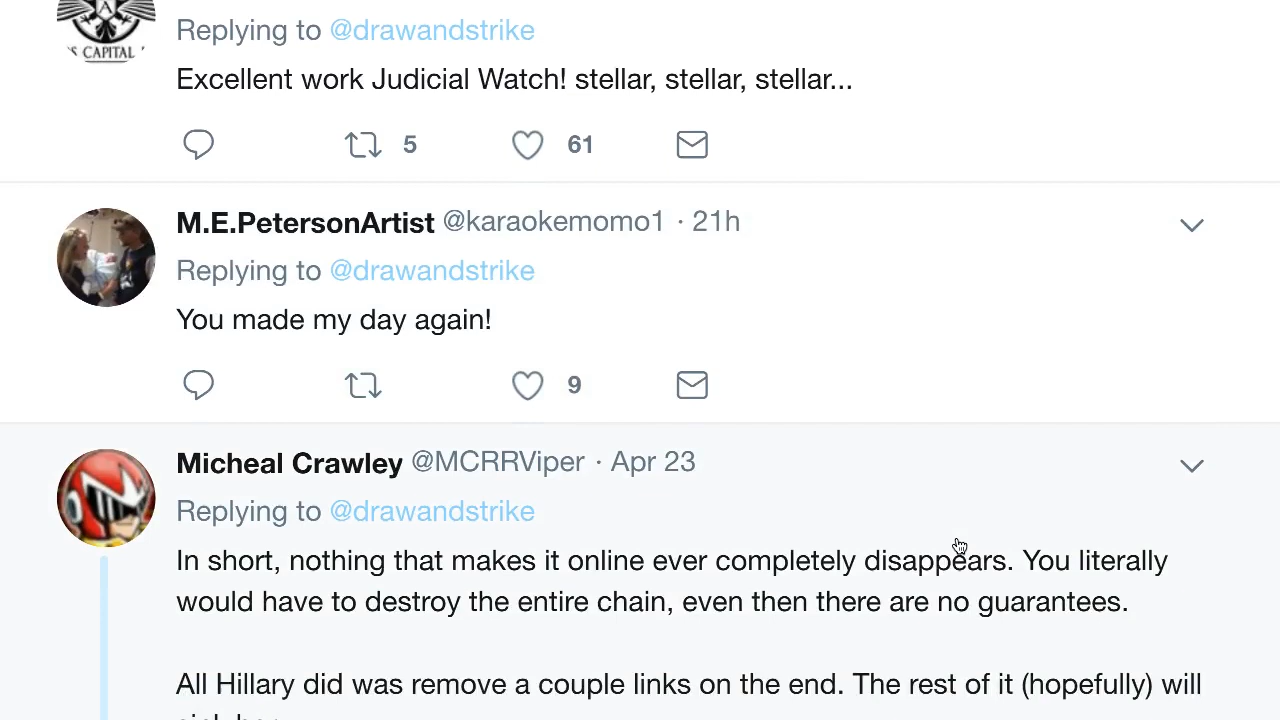 S CAPITAL
Replying to @drawandstrike
Excellent work Judicial Watch! stellar, stellar, stellar...
5 61
M.E.PetersonArtist @karaokemomo1 · 21h
Replying to @drawandstrike
You made my day again!
9
Micheal Crawley @MCRRViper · Apr 23
Replying to @drawandstrike
In short, nothing that makes it online ever completely disappears. You literally
would have to destroy the entire chain, even then there are no guarantees.
All Hillary did was remove a couple links on the end. The rest of it (hopefully) will